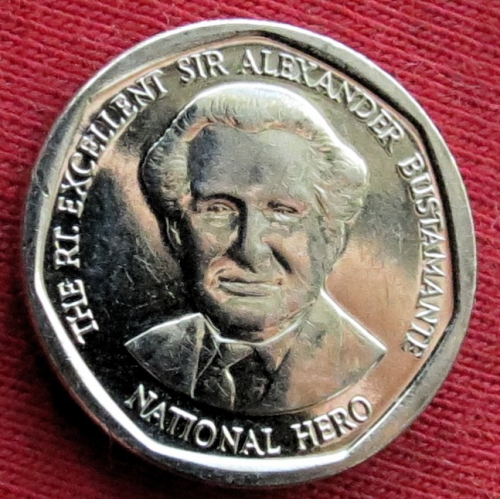 THE RT. EXCELLENT SIR ALEXANDER BUSTAMANTE
NATIONAL HERO